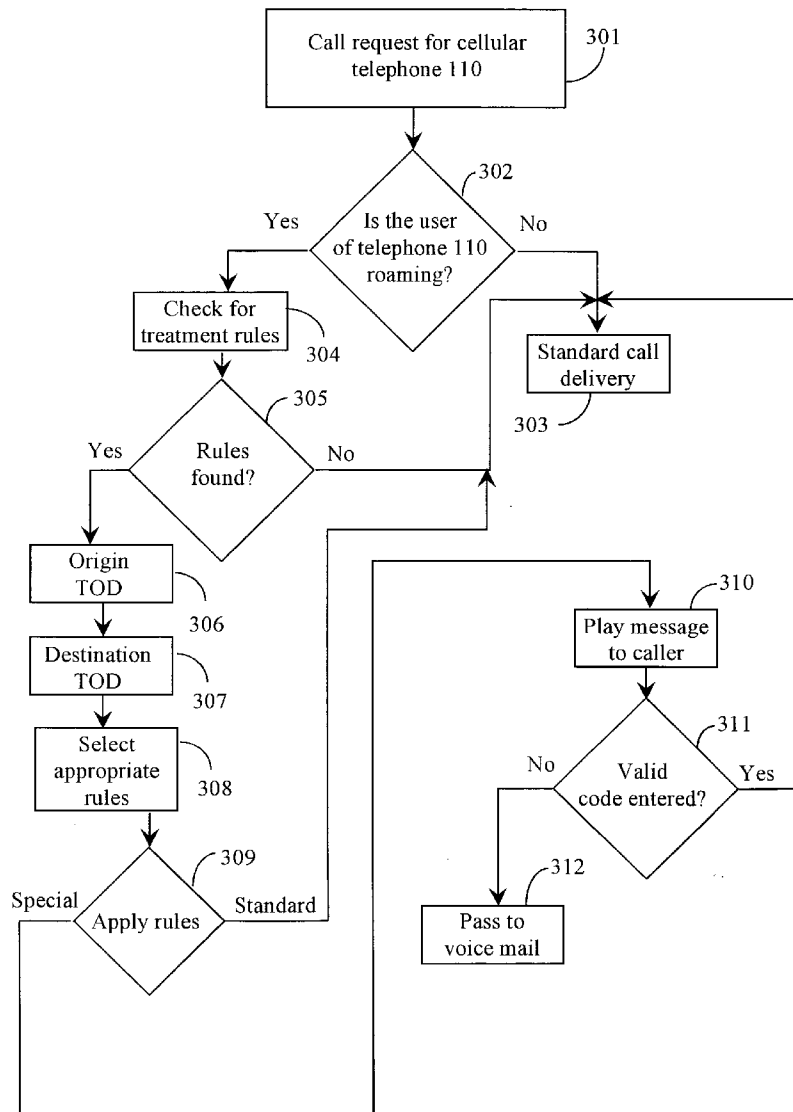 Call request for cellular
telephone 110
301
302
Yes
Is the user
of telephone 110
roaming?
No
Check for
treatment rules
304
Standard call
delivery
303
305
Yes
Rules
found?
No
Origin
TOD
306
310
Play message
to caller
Destination
TOD
307
311
Select
appropriate
rules
308
No
Valid
code entered?
Yes
309
Special
Apply rules
Standard
312
Pass to
voice mail